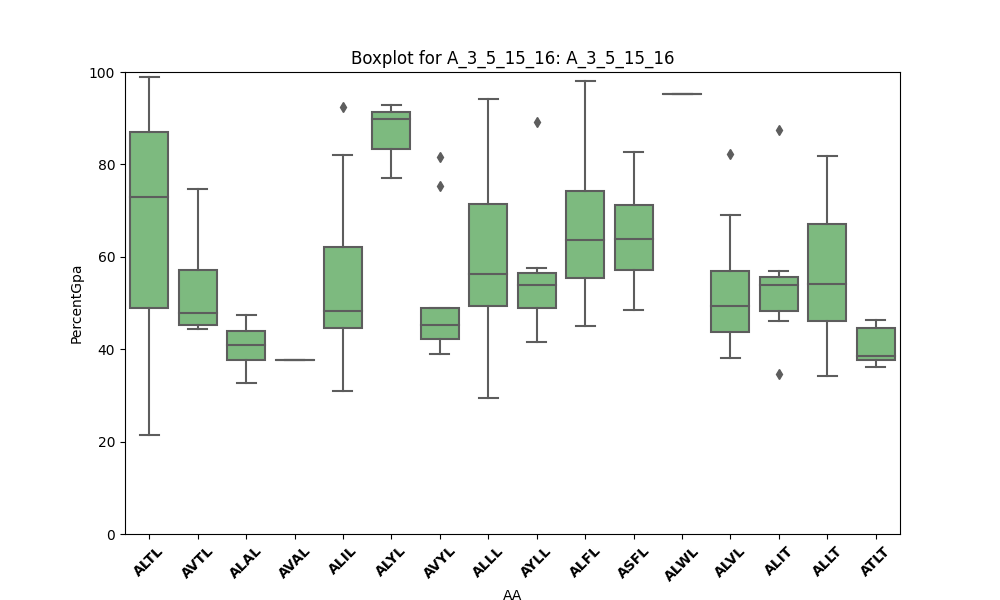 Boxplot for A_3_5_15_16: A_3_5_15_16
PercentGpa
100
80
60
40
20
0
ALTL AVTL ALAL AVAL ALIL ALYL AVYL ALLL AYLL ALFL ASFL ALWL ALVL ALIT ALLT ATLT
AA